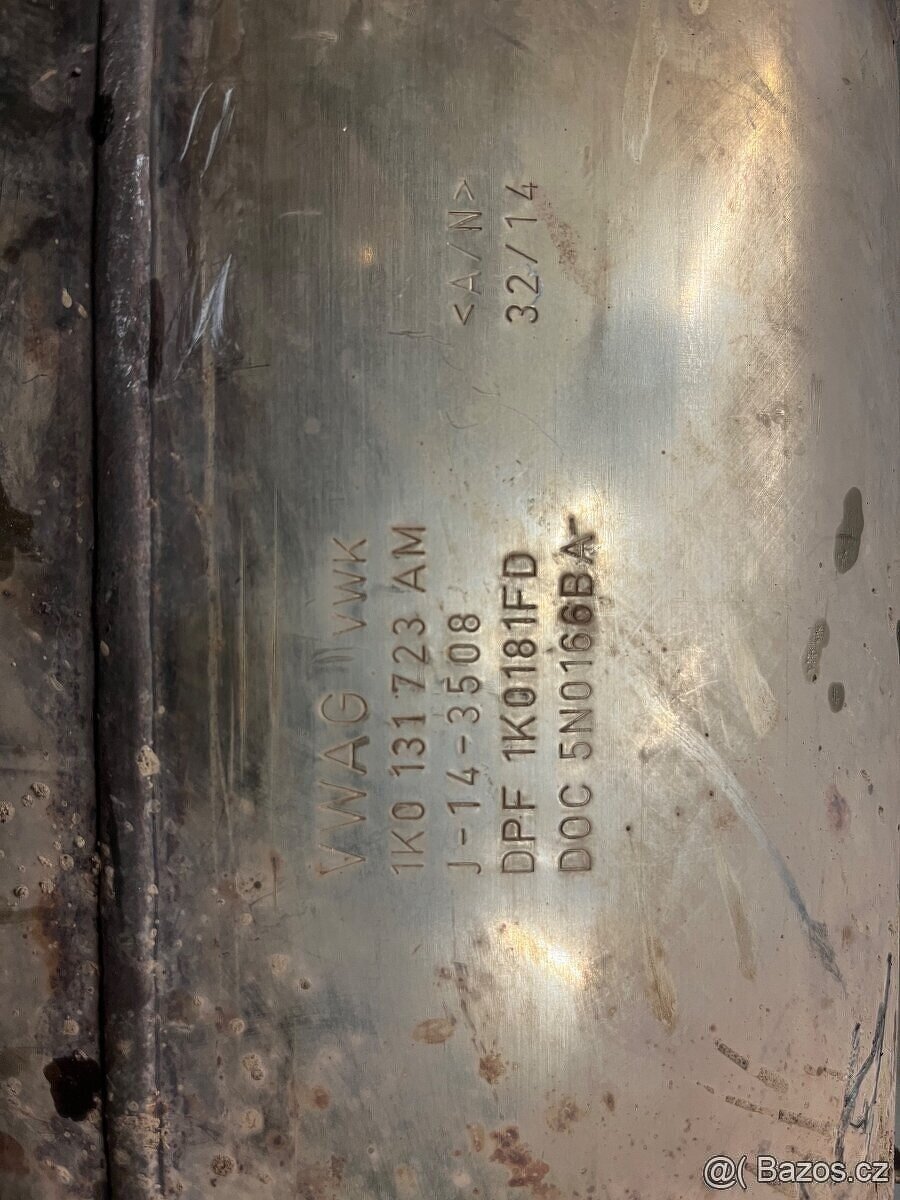 VWAG VWK
1K0 131 723 AM
J-14-3508 <A/N>
DPF 1K0181FD 32/14
DOC 5N0166BA-
@( Bazos.cz